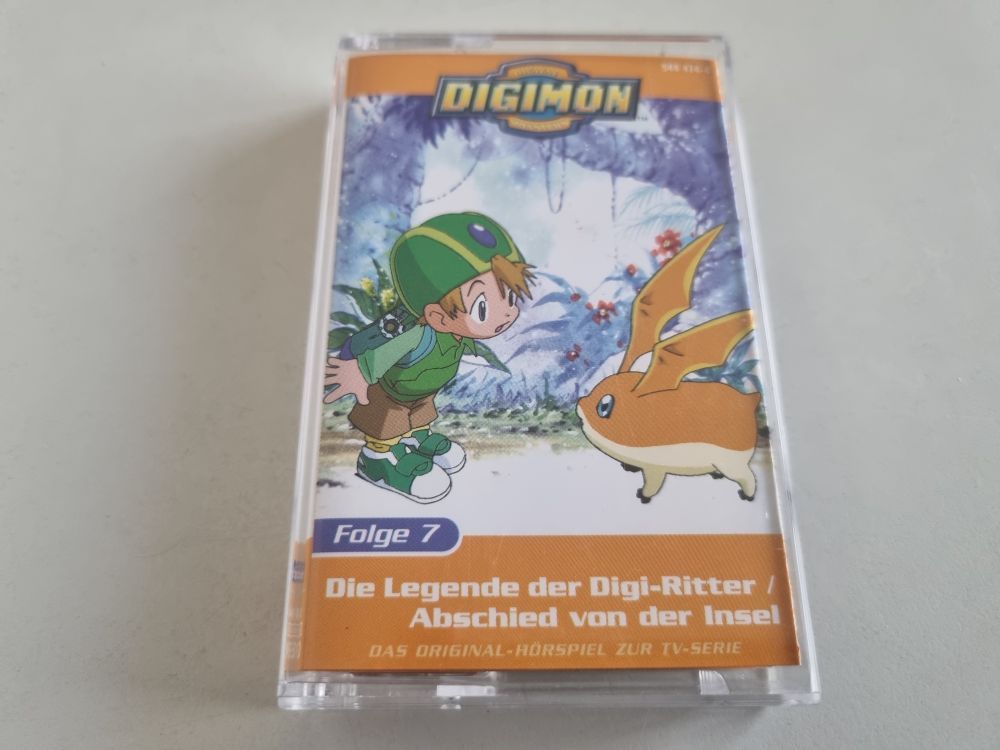 DIGIMON
Folge 7
Die Legende der Digi-Ritter /
Abschied von der Insel
DAS ORIGINAL-HÖRSPIEL ZUR TV-SERIE